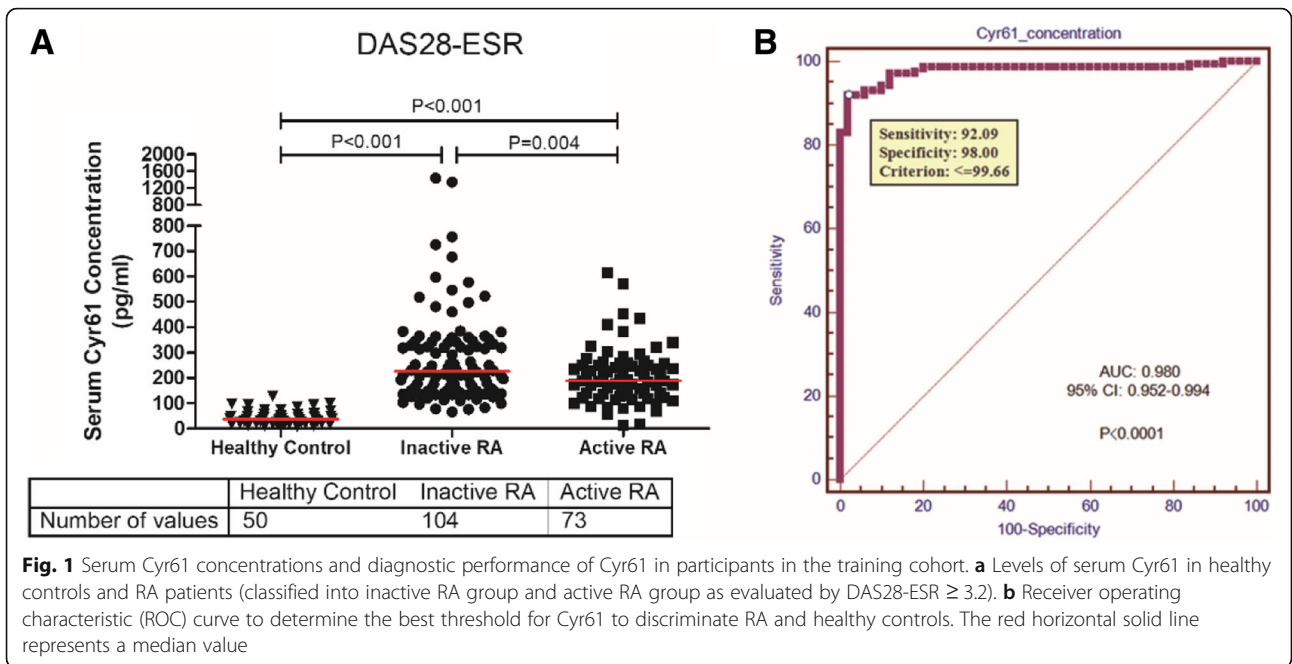 A
DAS28-ESR
P<0.001
P<0.001
P=0.004
Serum Cyr61 Concentration
(pg/ml)
2000
1600
1200
800
800
700
600
500
400
300
200
100
0
Healthy Control
Inactive RA
Active RA
Healthy Control Inactive RA Active RA
Number of values 50 104 73
B
Cyr61_concentration
Sensitivity
100
80
60
40
20
0
Sensitivity: 92.09
Specificity: 98.00
Criterion: <=99.66
AUC: 0.980
95% CI: 0.952-0.994
P<0.0001
0 20 40 60 80 100
100-Specificity
Fig. 1 Serum Cyr61 concentrations and diagnostic performance of Cyr61 in participants in the training cohort. a Levels of serum Cyr61 in healthy
controls and RA patients (classified into inactive RA group and active RA group as evaluated by DAS28-ESR ≥ 3.2). b Receiver operating
characteristic (ROC) curve to determine the best threshold for Cyr61 to discriminate RA and healthy controls. The red horizontal solid line
represents a median value